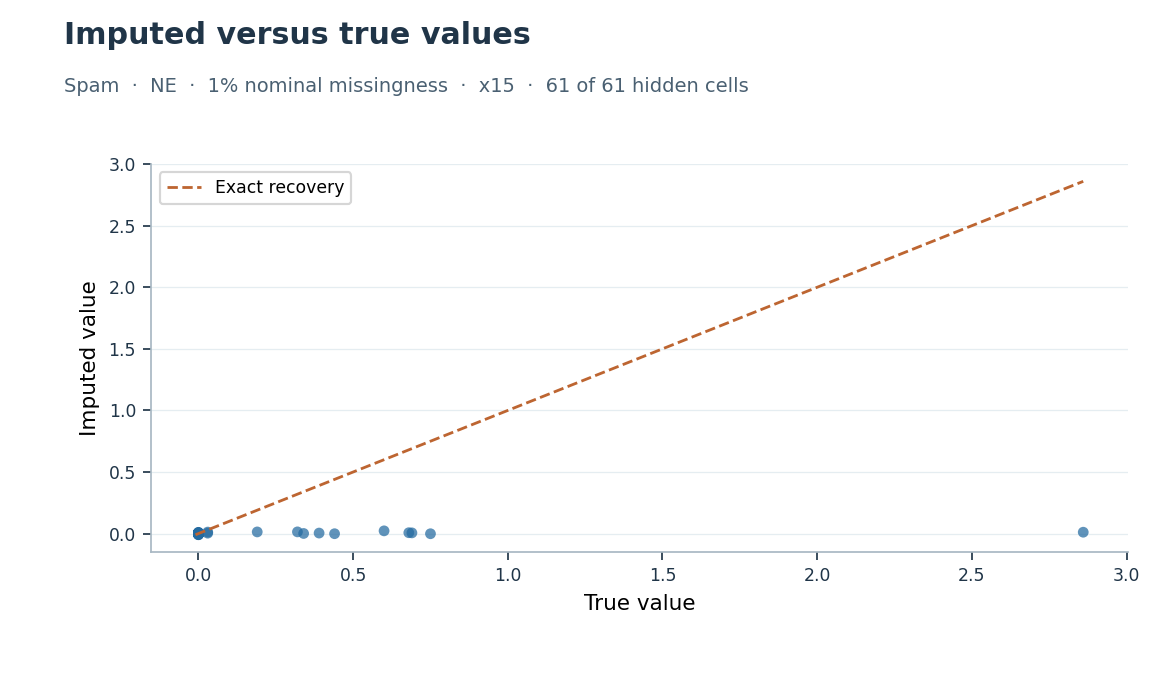 Imputed versus true values
Spam · NE · 1% nominal missingness · x15 · 61 of 61 hidden cells
3.0
Exact recovery
2.5
2.0
1.5
1.0
0.5
0.0
Imputed value
0.0 0.5 1.0 1.5 2.0 2.5 3.0
True value